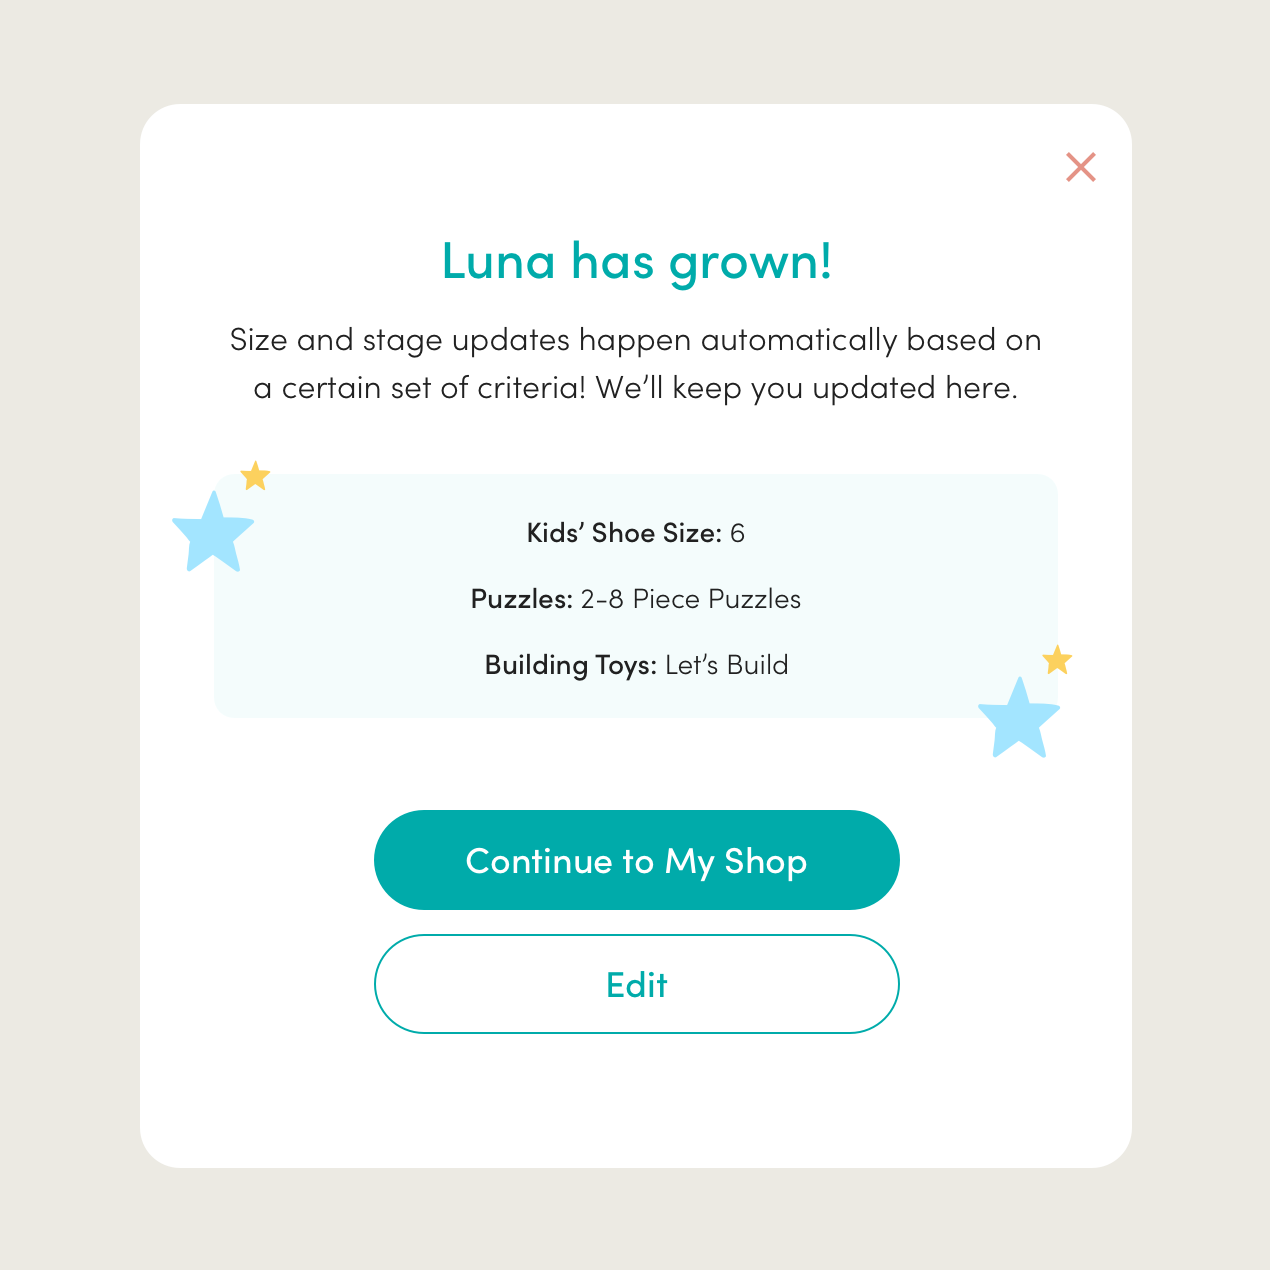 Luna has grown!
Size and stage updates happen automatically based on
a certain set of criteria! We’ll keep you updated here.
Kids’ Shoe Size: 6
Puzzles: 2-8 Piece Puzzles
Building Toys: Let’s Build
Continue to My Shop
Edit